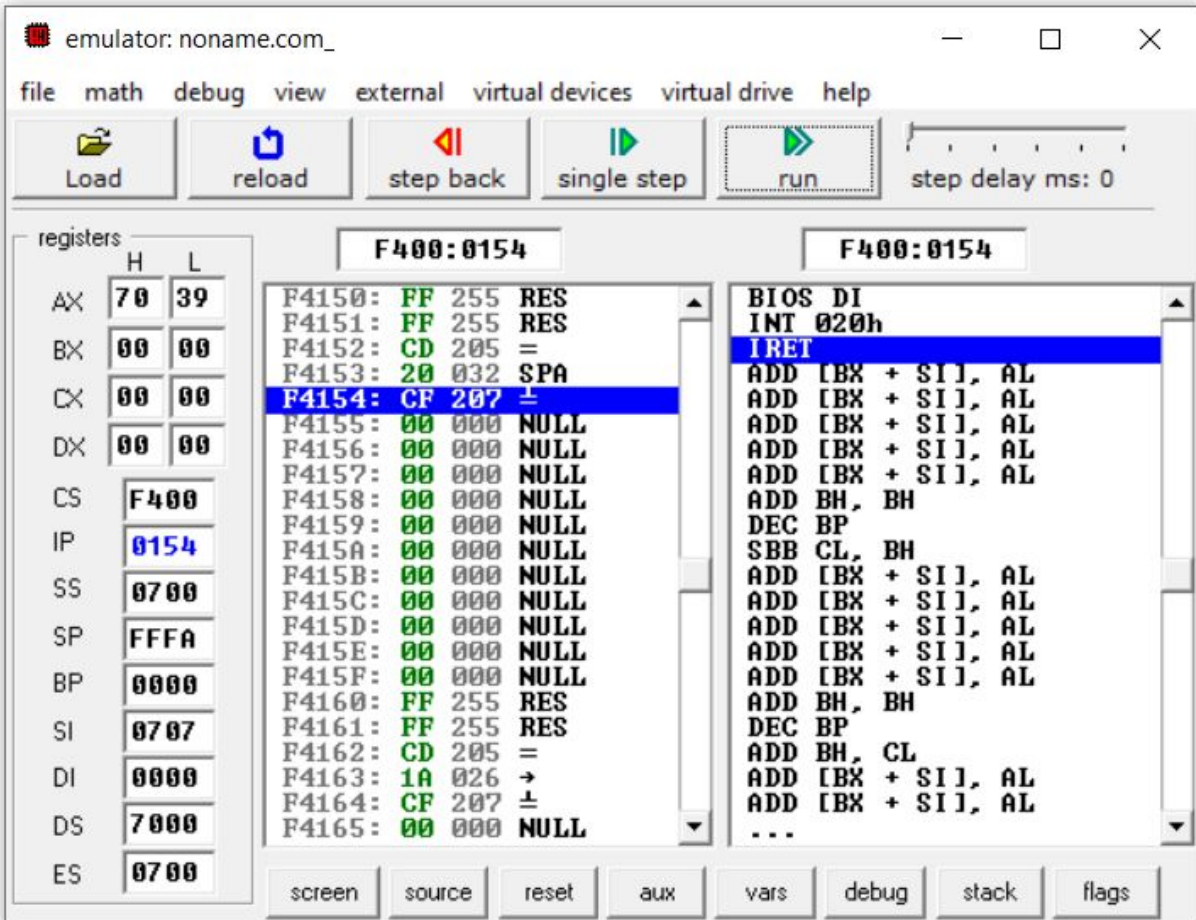 emulator: noname.com_
file math debug view external virtual devices virtual drive help
Load reload step back single step run step delay ms: 0
registers
H L
AX 70 39
BX 00 00
CX 00 00
DX 00 00
CS F400
IP 0154
SS 0700
SP FFFA
BP 0000
SI 0707
DI 0000
DS 7000
ES 0700
F400:0154
F4150: FF 255 RES
F4151: FF 255 RES
F4152: CD 205 =
F4153: 20 032 SPA
F4154: CF 207 ╧
F4155: 00 000 NULL
F4156: 00 000 NULL
F4157: 00 000 NULL
F4158: 00 000 NULL
F4159: 00 000 NULL
F415A: 00 000 NULL
F415B: 00 000 NULL
F415C: 00 000 NULL
F415D: 00 000 NULL
F415E: 00 000 NULL
F415F: 00 000 NULL
F4160: FF 255 RES
F4161: FF 255 RES
F4162: CD 205 =
F4163: 1A 026 →
F4164: CF 207 ╧
F4165: 00 000 NULL
F400:0154
BIOS DI
INT 020h
IRET
ADD [BX + SI], AL
ADD [BX + SI], AL
ADD [BX + SI], AL
ADD [BX + SI], AL
ADD [BX + SI], AL
ADD BH, BH
DEC BP
SBB CL, BH
ADD [BX + SI], AL
ADD [BX + SI], AL
ADD [BX + SI], AL
ADD [BX + SI], AL
ADD [BX + SI], AL
ADD BH, BH
DEC BP
ADD BH, CL
ADD [BX + SI], AL
ADD [BX + SI], AL
...
screen source reset aux vars debug stack flags